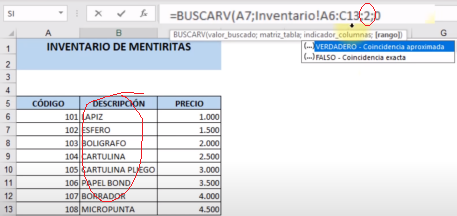 SI =BUSCARV(A7;Inventario!A6:C13;2;0
BUSCARV(valor_buscado; matriz_tabla; indicador_columnas; [rango])
A B C G
1 INVENTARIO DE MENTIRITAS
(...) VERDADERO - Coincidencia aproximada
(...) FALSO - Coincidencia exacta
2
3
4
5 CÓDIGO DESCRIPCIÓN PRECIO
6 101 LAPIZ 1.000
7 102 ESFERO 1.500
8 103 BOLIGRAFO 2.000
9 104 CARTULINA 2.500
10 105 CARTULINA PLIEGO 3.000
11 106 PAPEL BOND 3.500
12 107 BORRADOR 4.000
13 108 MICROPUNTA 4.500